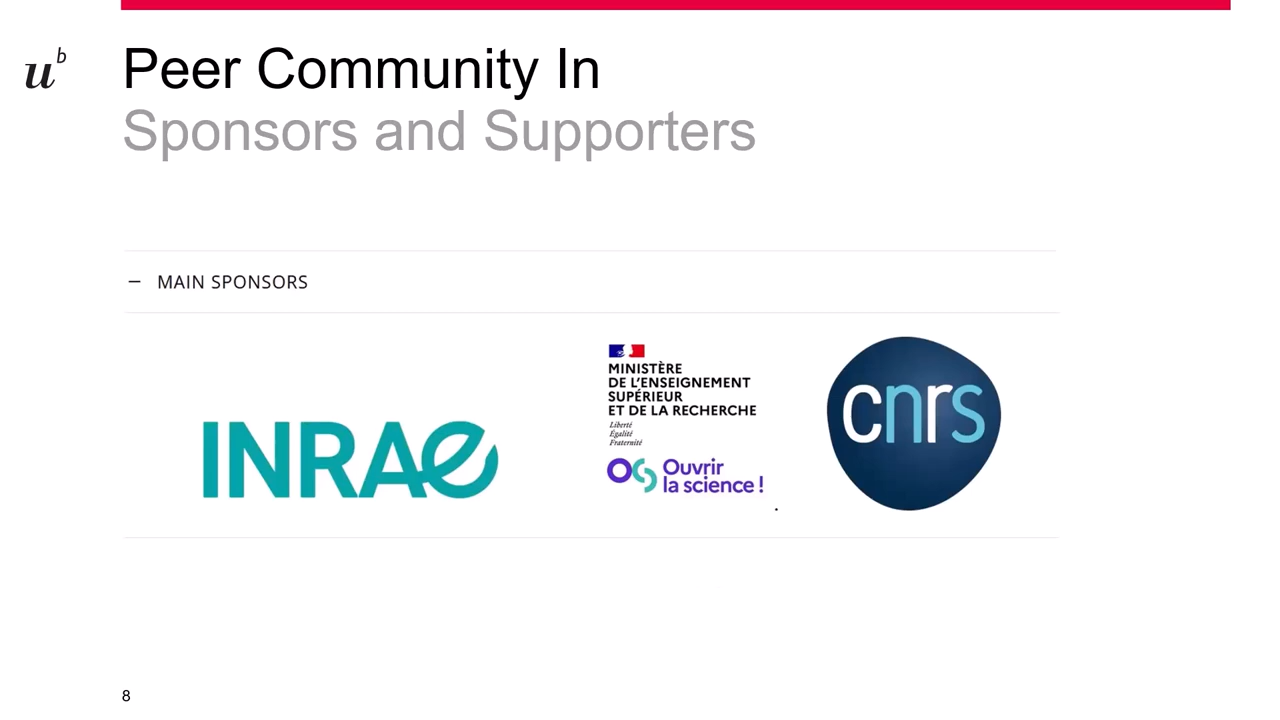 u b
Peer Community In
Sponsors and Supporters
– MAIN SPONSORS
INRAE
MINISTÈRE
DE L'ENSEIGNEMENT
SUPÉRIEUR
ET DE LA RECHERCHE
Liberté
Égalité
Fraternité
Ouvrir
la science !
.
cnrs
8